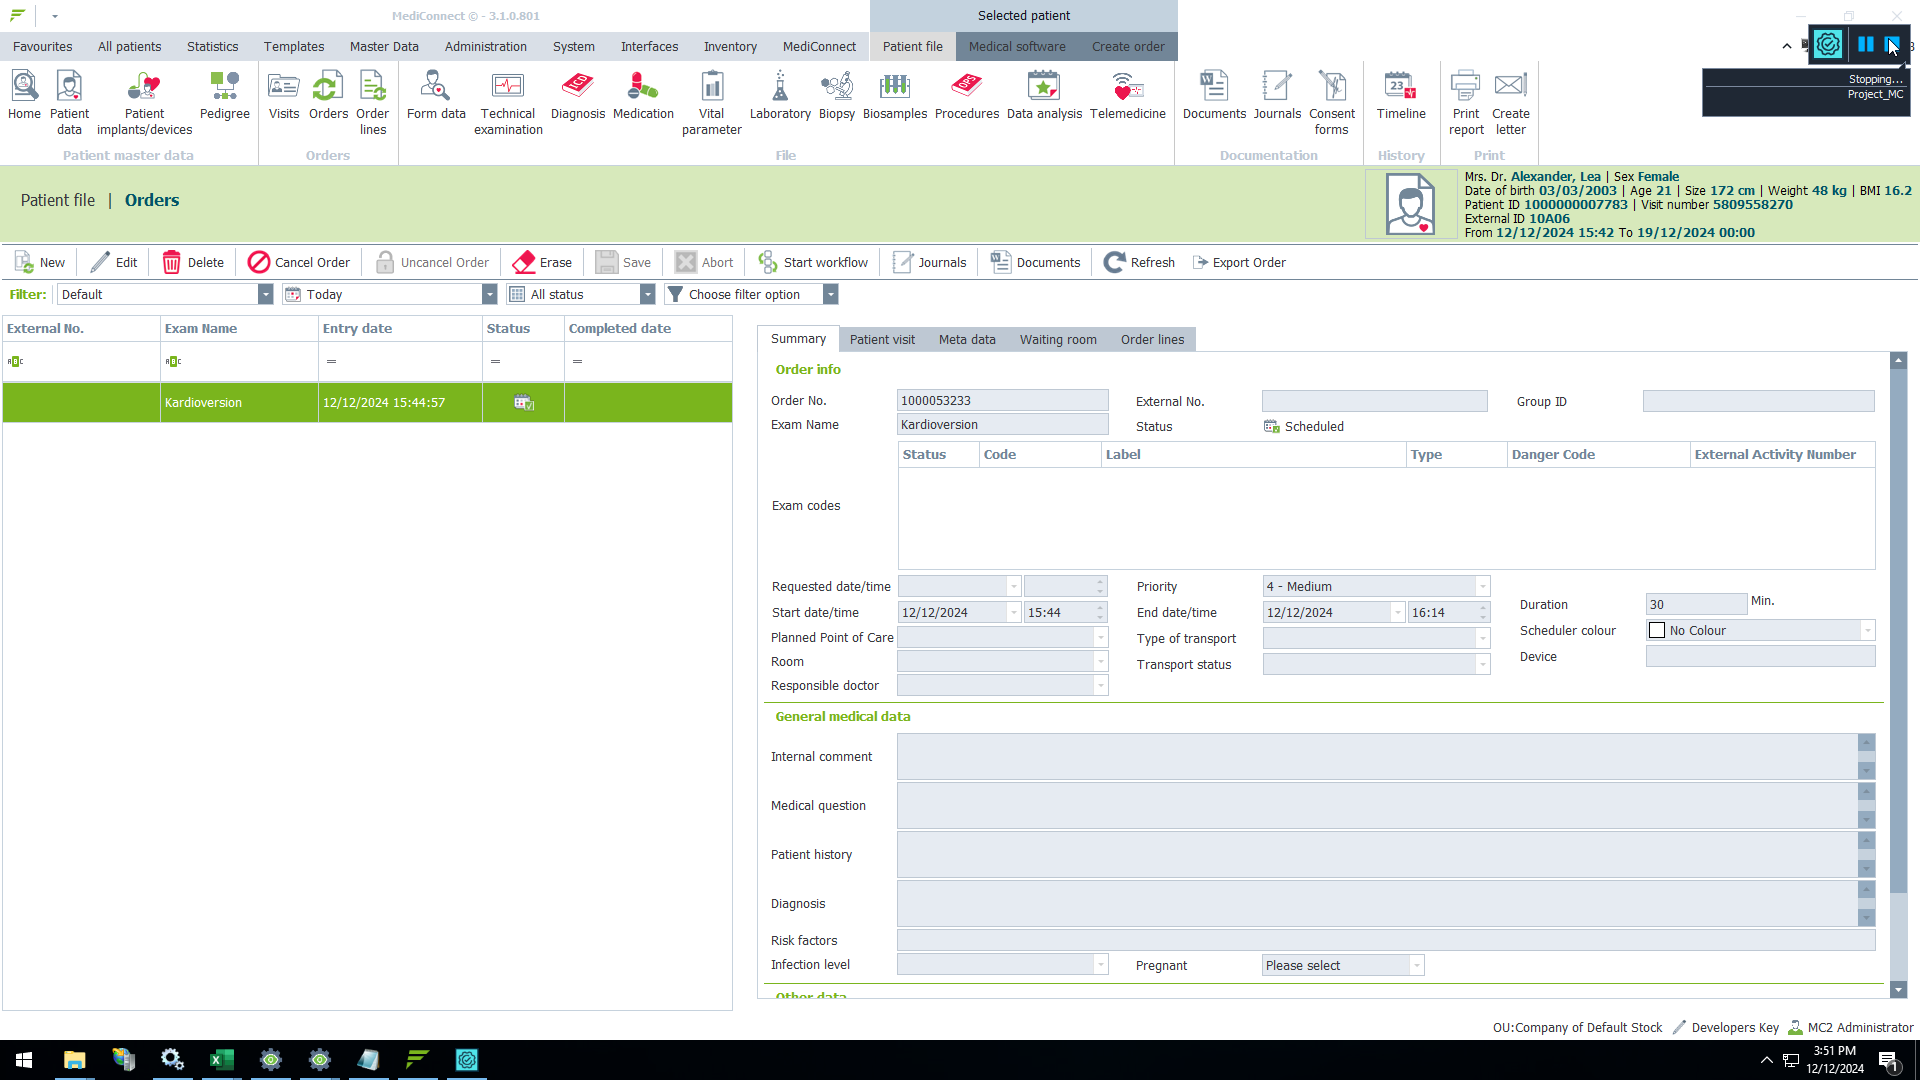 MediConnect © - 3.1.0.801
Selected patient
Favourites
All patients
Statistics
Templates
Master Data
Administration
System
Interfaces
Inventory
MediConnect
Patient file
Medical software
Create order
Stopping...
Project_MC
Home
Patient data
Patient implants/devices
Pedigree
Visits
Orders
Order lines
Form data
Technical examination
Diagnosis
Medication
Vital parameter
Laboratory
Biopsy
Biosamples
Procedures
Data analysis
Telemedicine
Documents
Journals
Consent forms
Timeline
Print report
Create letter
Patient master data
Orders
File
Documentation
History
Print
Patient file | Orders
Mrs. Dr. Alexander, Lea | Sex Female
Date of birth 03/03/2003 | Age 21 | Size 172 cm | Weight 48 kg | BMI 16.2
Patient ID 1000000007783 | Visit number 5809558270
External ID 10A06
From 12/12/2024 15:42 To 19/12/2024 00:00
New
Edit
Delete
Cancel Order
Uncancel Order
Erase
Save
Abort
Start workflow
Journals
Documents
Refresh
Export Order
Filter:
Default
Today
All status
Choose filter option
External No.
Exam Name
Entry date
Status
Completed date
Kardioversion
12/12/2024 15:44:57
Summary
Patient visit
Meta data
Waiting room
Order lines
Order info
Order No.
1000053233
External No.
Group ID
Exam Name
Kardioversion
Status
Scheduled
Exam codes
Status
Code
Label
Type
Danger Code
External Activity Number
Requested date/time
Priority
4 - Medium
Start date/time
12/12/2024
15:44
End date/time
12/12/2024
16:14
Duration
30
Min.
Planned Point of Care
Type of transport
Scheduler colour
No Colour
Room
Transport status
Device
Responsible doctor
General medical data
Internal comment
Medical question
Patient history
Diagnosis
Risk factors
Infection level
Pregnant
Please select
Other data
OU:Company of Default Stock
Developers Key
MC2 Administrator
3:51 PM
12/12/2024
1